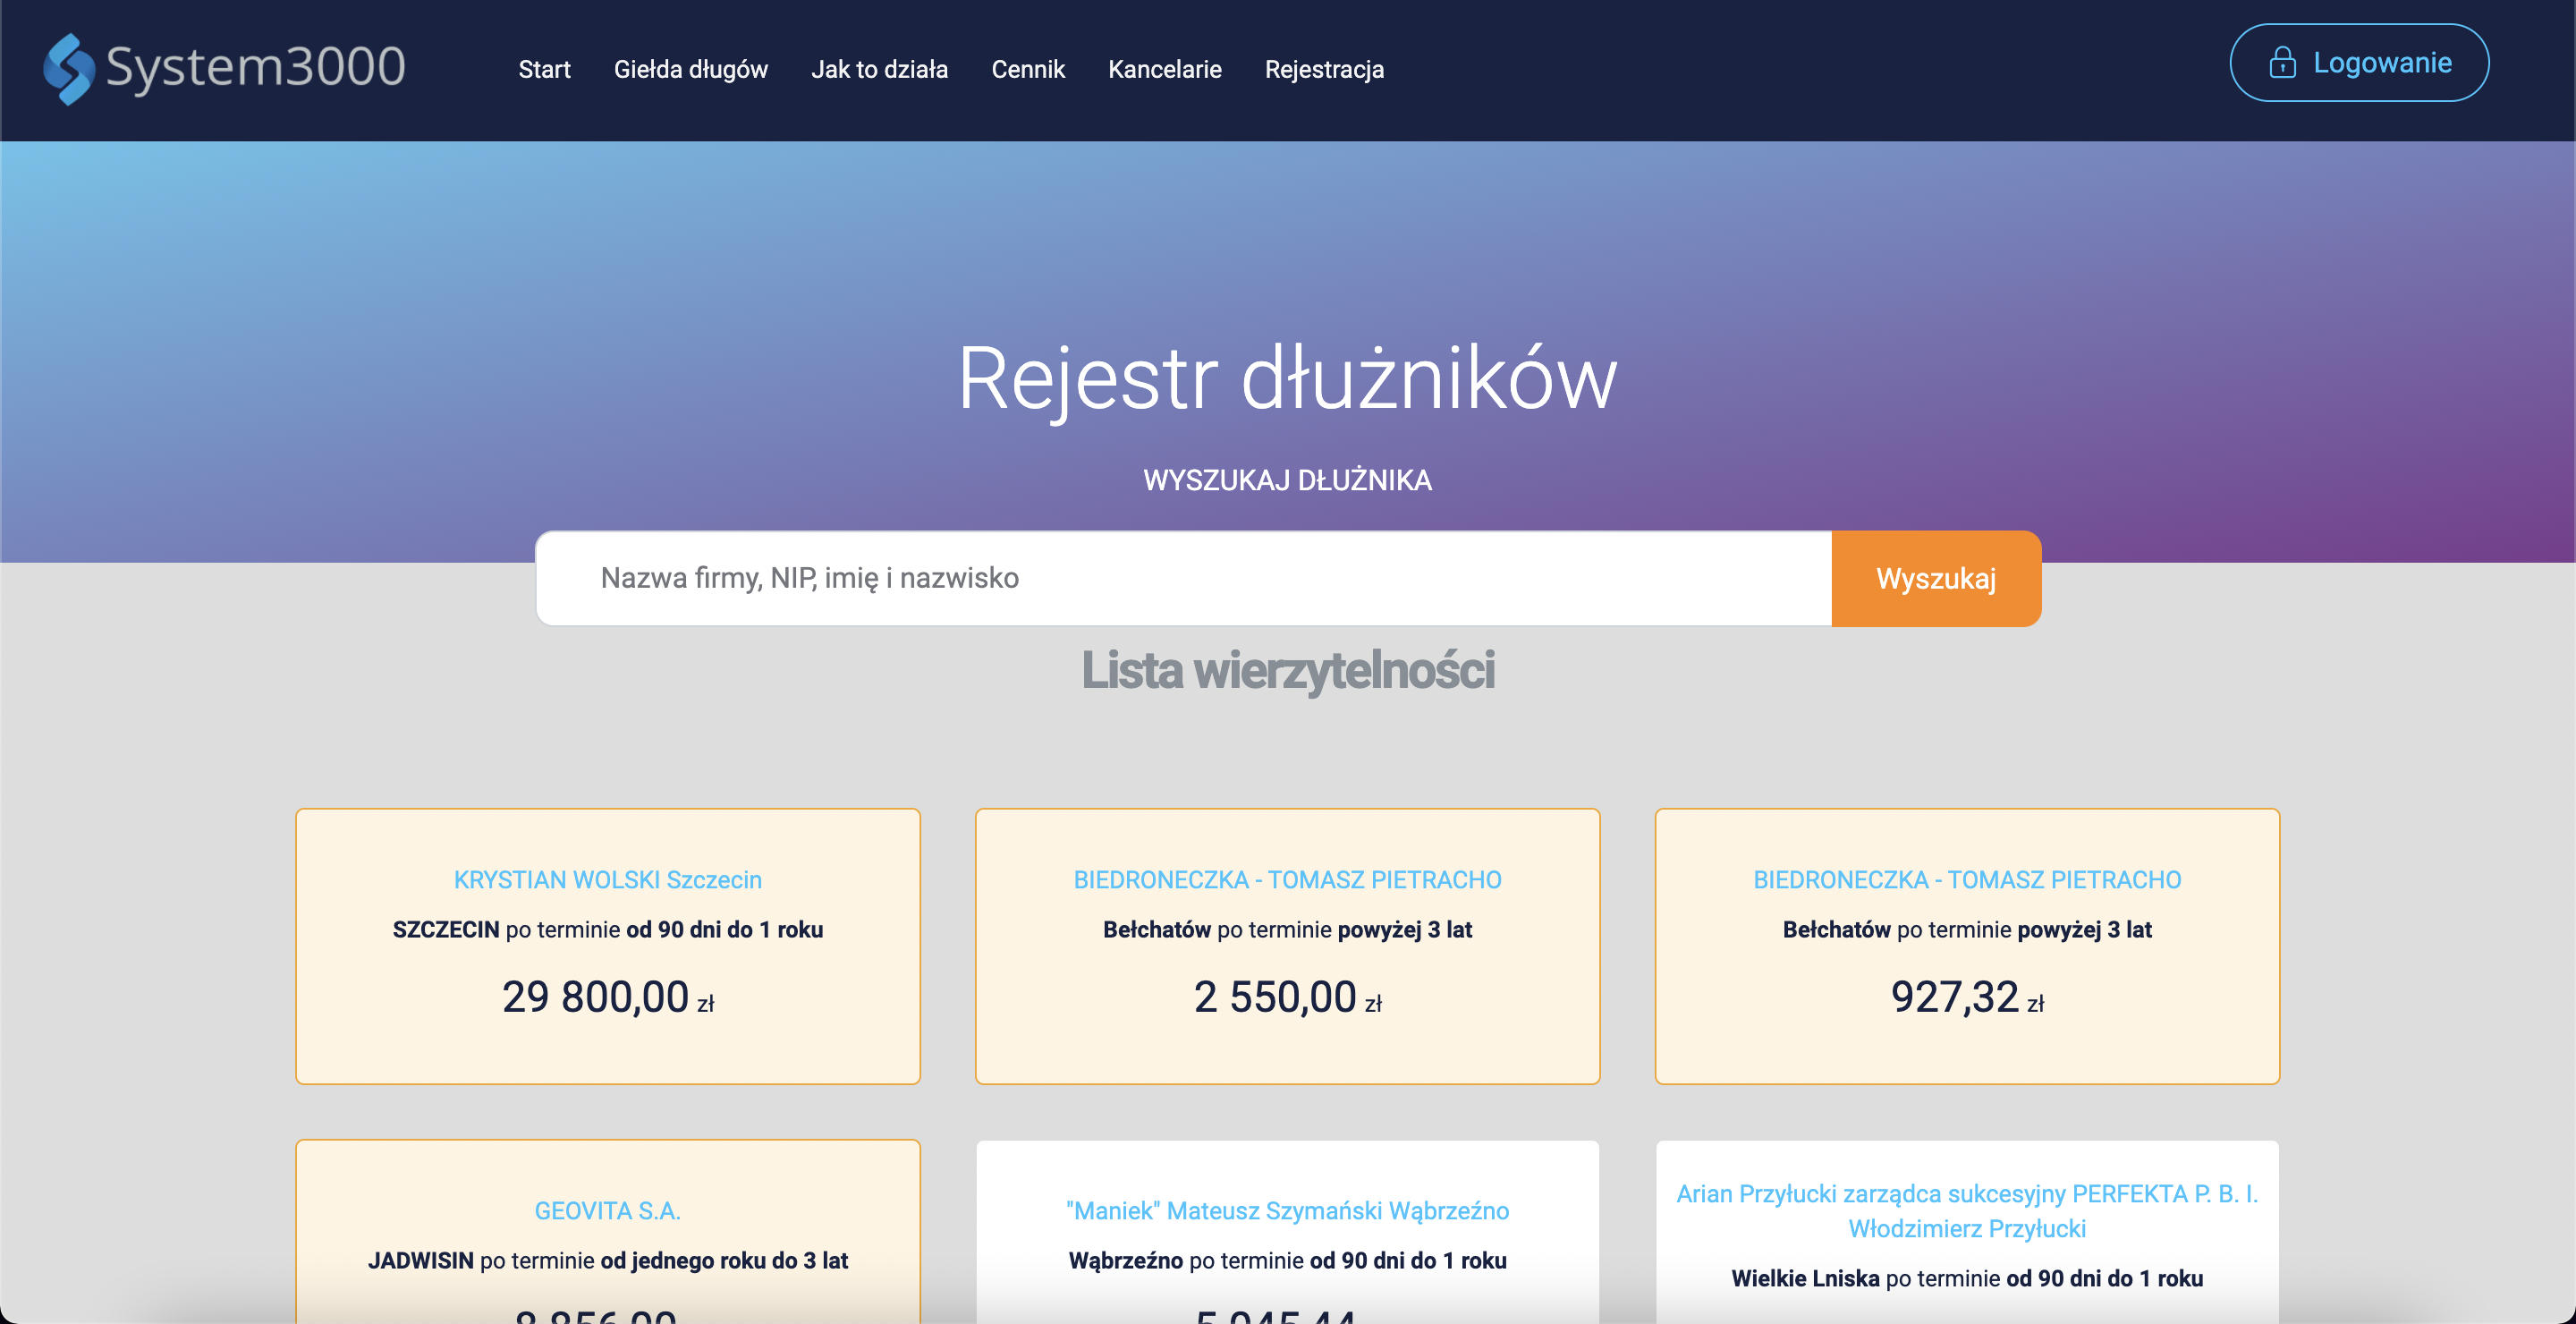 System3000
Start Giełda długów Jak to działa Cennik Kancelarie Rejestracja
Logowanie
Rejestr dłużników
WYSZUKAJ DŁUŻNIKA
Nazwa firmy, NIP, imię i nazwisko
Wyszukaj
Lista wierzytelności
KRYSTIAN WOLSKI Szczecin
SZCZECIN po terminie od 90 dni do 1 roku
29 800,00 zł
BIEDRONECZKA - TOMASZ PIETRACHO
Bełchatów po terminie powyżej 3 lat
2 550,00 zł
BIEDRONECZKA - TOMASZ PIETRACHO
Bełchatów po terminie powyżej 3 lat
927,32 zł
GEOVITA S.A.
JADWISIN po terminie od jednego roku do 3 lat
"Maniek" Mateusz Szymański Wąbrzeźno
Wąbrzeźno po terminie od 90 dni do 1 roku
Arian Przyłucki zarządca sukcesyjny PERFEKTA P. B. I.
Włodzimierz Przyłucki
Wielkie Lniska po terminie od 90 dni do 1 roku